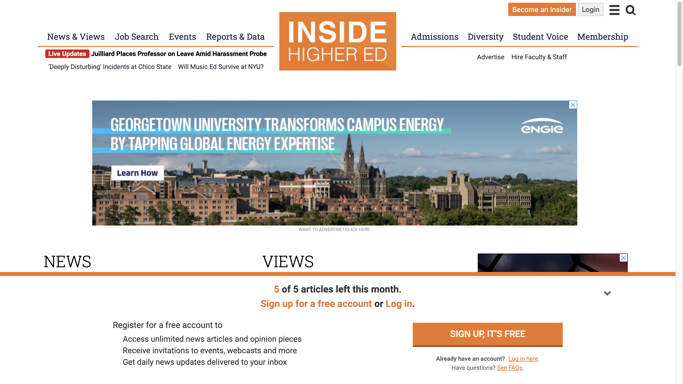 Become an Insider
Login
News & Views
Job Search
Events
Reports & Data
INSIDE
HIGHER ED
Admissions
Diversity
Student Voice
Membership
Live Updates Juilliard Places Professor on Leave Amid Harassment Probe
'Deeply Disturbing' Incidents at Chico State
Will Music Ed Survive at NYU?
Advertise
Hire Faculty & Staff
GEORGETOWN UNIVERSITY TRANSFORMS CAMPUS ENERGY
BY TAPPING GLOBAL ENERGY EXPERTISE
ENGIE
Learn How
WANT TO ADVERTISE? CLICK HERE
NEWS
VIEWS
5 of 5 articles left this month.
Sign up for a free account or Log in.
Register for a free account to
Access unlimited news articles and opinion pieces
Receive invitations to events, webcasts and more
Get daily news updates delivered to your inbox
SIGN UP, IT'S FREE
Already have an account? Log in here.
Have questions? See FAQs.